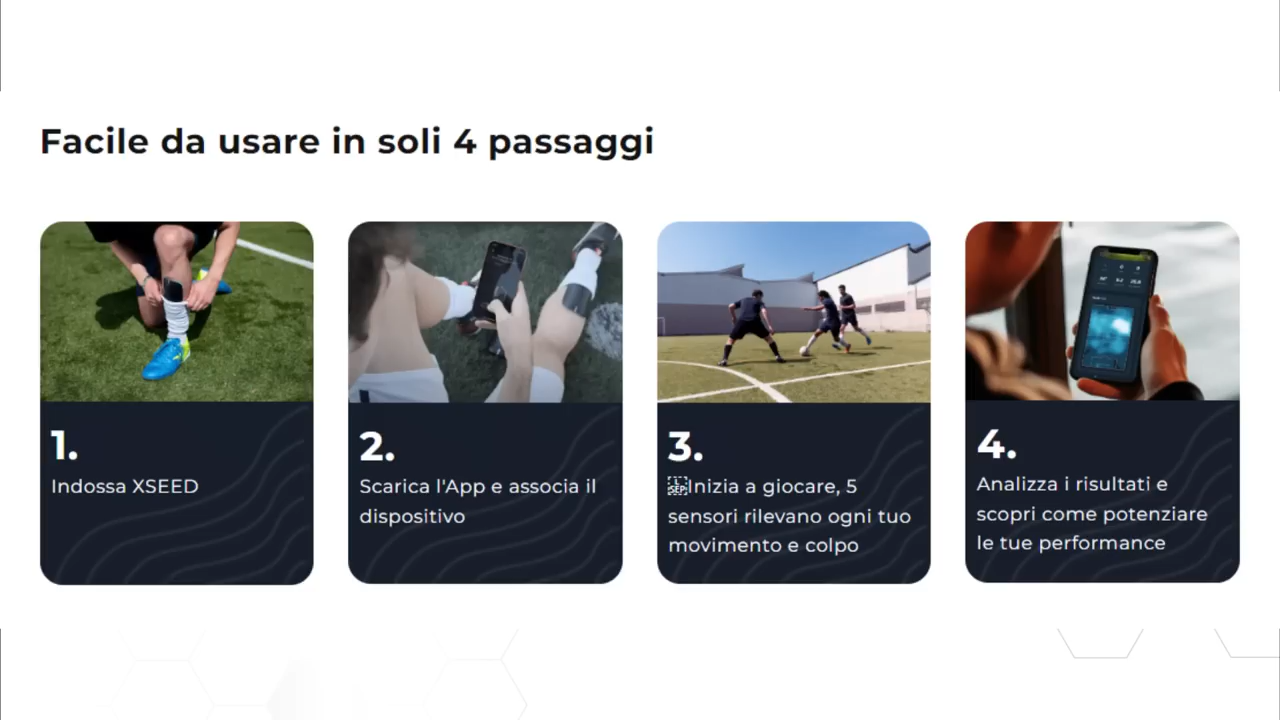 Facile da usare in soli 4 passaggi
1.
Indossa XSEED
2.
Scarica l'App e associa il
dispositivo
3.
Inizia a giocare, 5
sensori rilevano ogni tuo
movimento e colpo
4.
Analizza i risultati e
scopri come potenziare
le tue performance